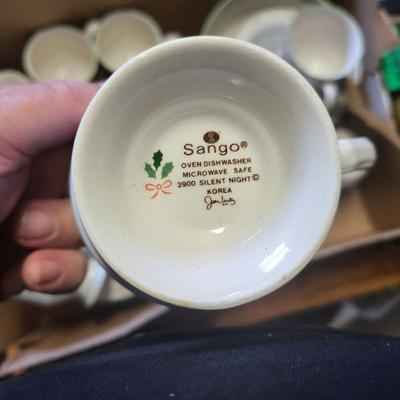 Sango®
OVEN DISHWASHER
MICROWAVE SAFE
3900 SILENT NIGHT©
KOREA